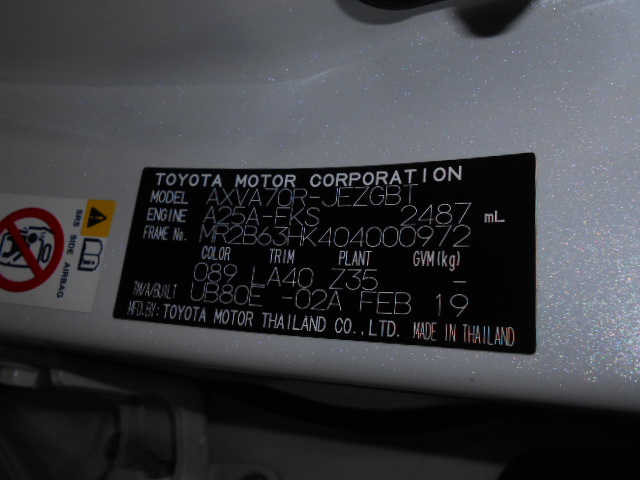 TOYOTA MOTOR CORPORATION
MODEL AXVA70R-JEZGBT
ENGINE A25A-FKS 2487 mL
FRAME No. MR2B63HK404000972
COLOR TRIM PLANT GVM(kg)
089 LA40 Z35 -
TM/A/BUILT UB80E -02A FEB 19
MFD.BY: TOYOTA MOTOR THAILAND CO.,LTD. MADE IN THAILAND
SRS SIDE AIRBAG